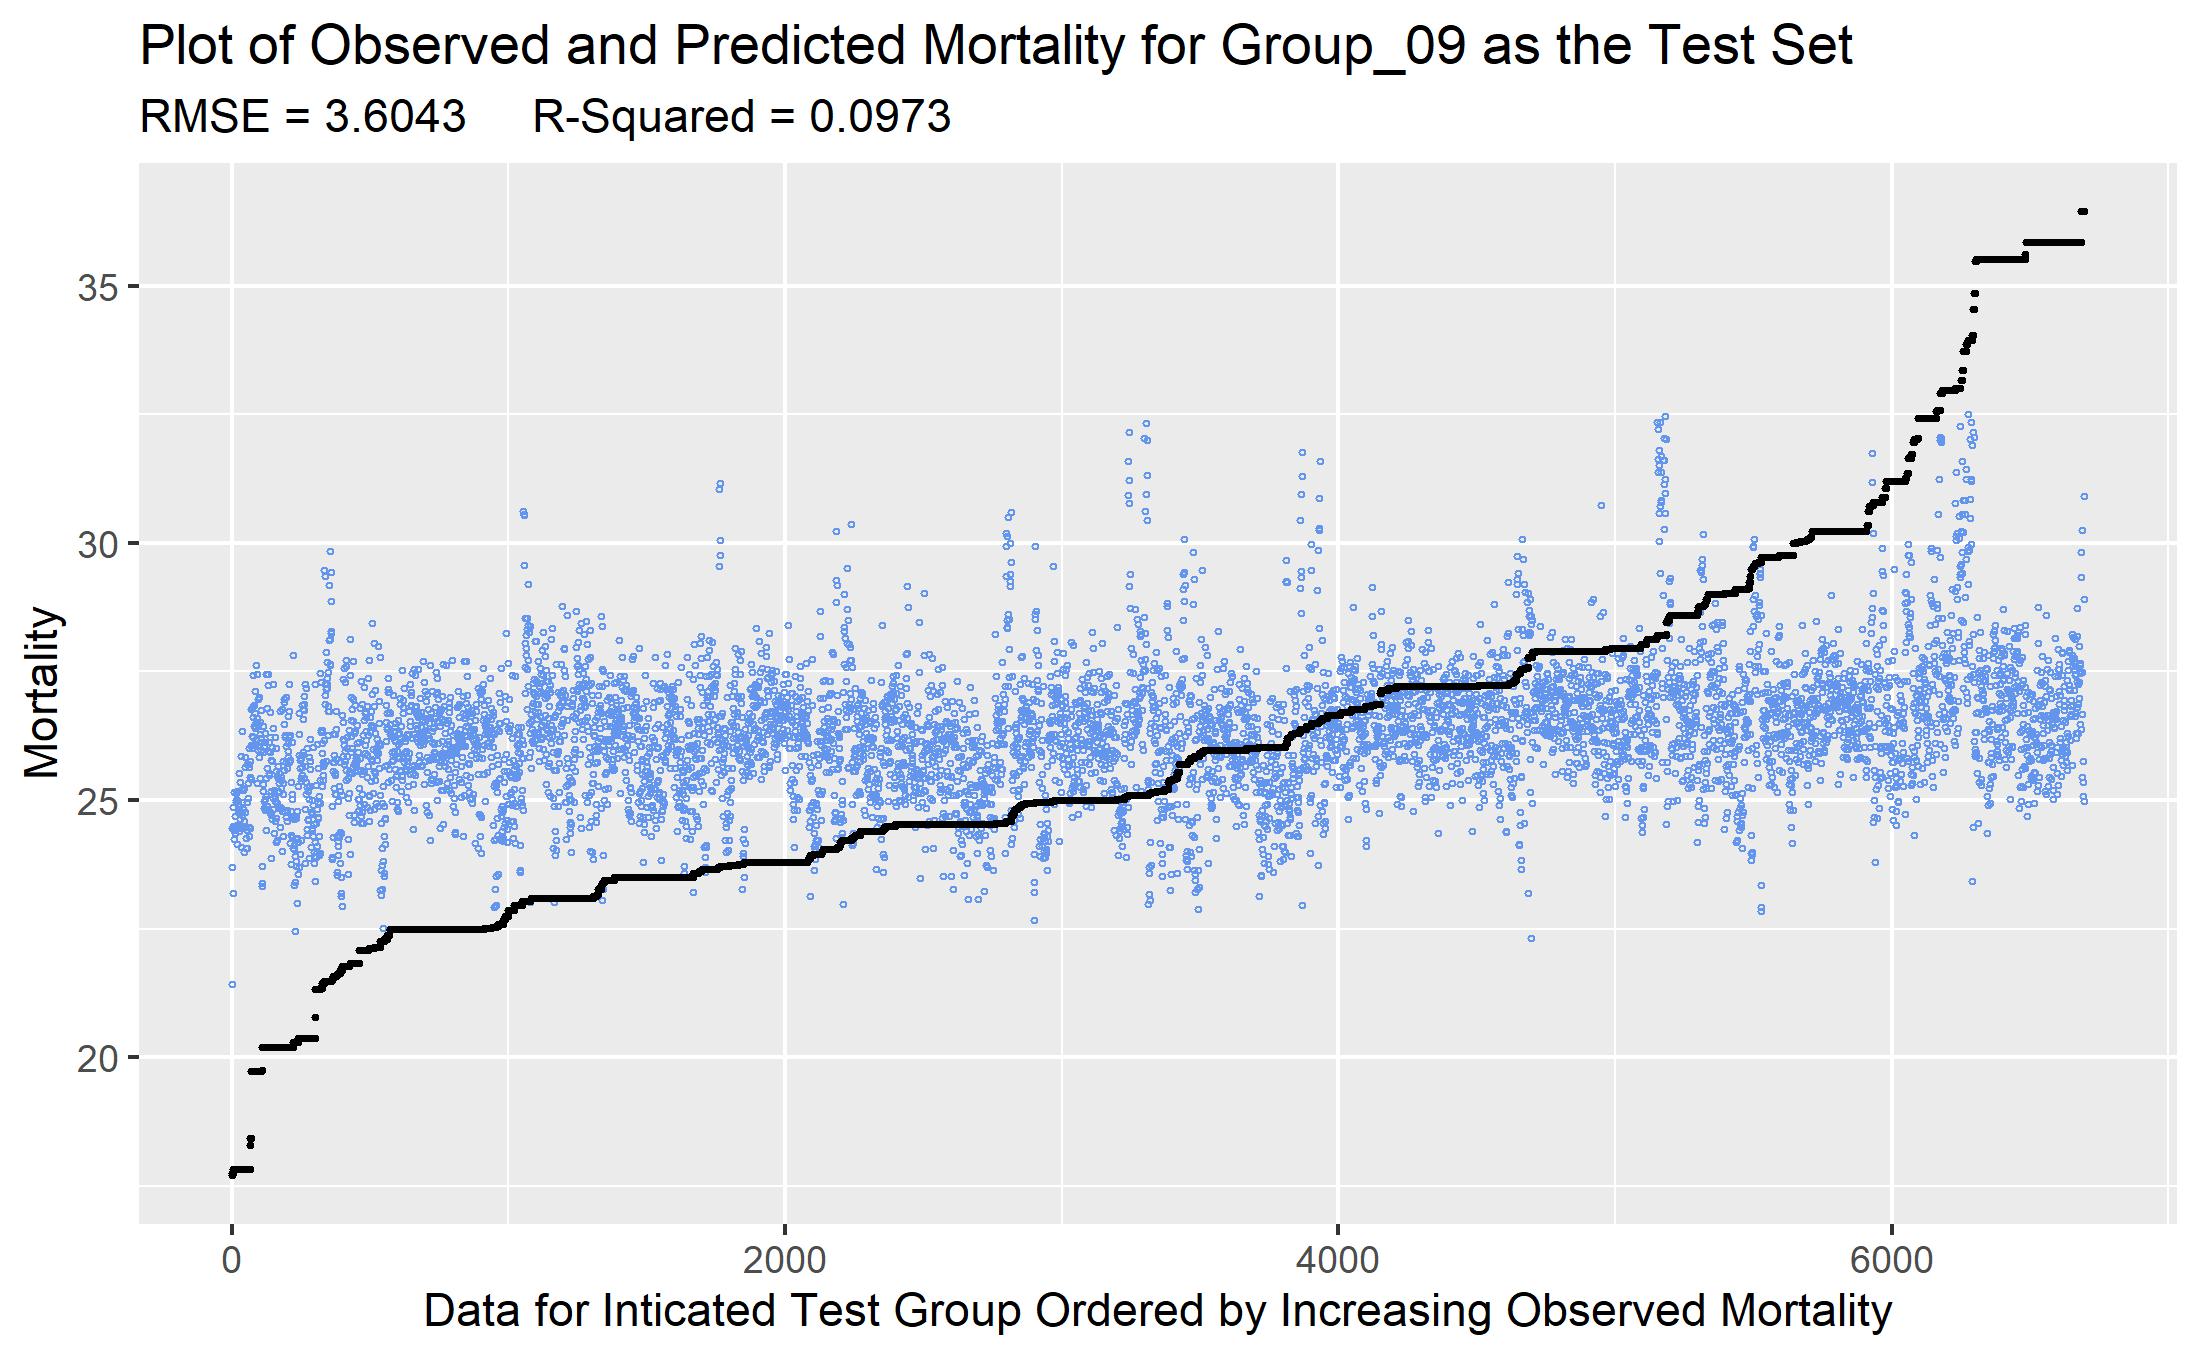 Plot of Observed and Predicted Mortality for Group_09 as the Test Set
RMSE = 3.6043 R-Squared = 0.0973
Mortality
35
30
25
20
0 2000 4000 6000
Data for Inticated Test Group Ordered by Increasing Observed Mortality